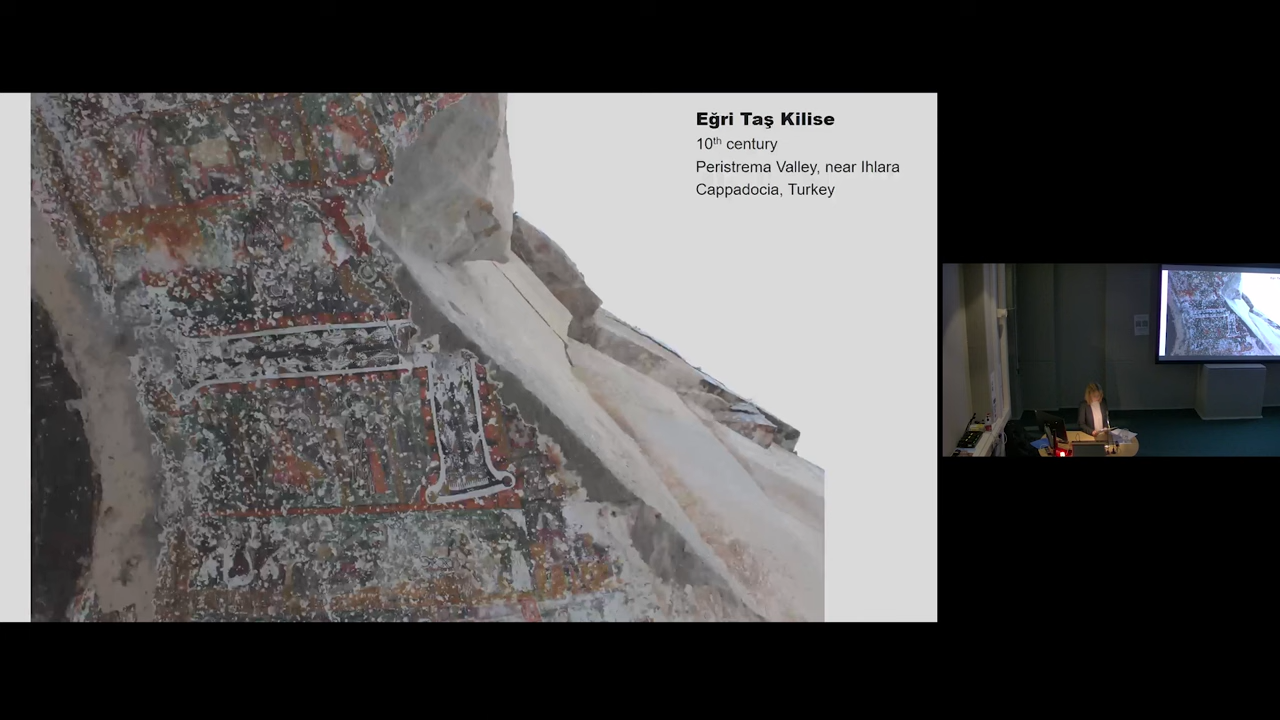 Eğri Taş Kilise
10th century
Peristrema Valley, near Ihlara
Cappadocia, Turkey